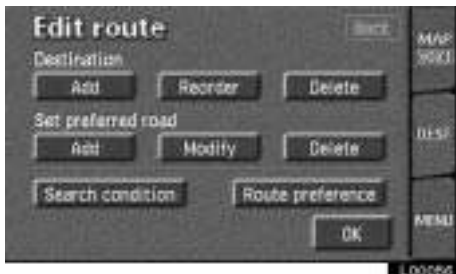 Edit route Back
MAP
VOICE
Destination
Add Reorder Delete
Set preferred road
Add Modify Delete
DEST
Search condition Route preference
OK
MENU